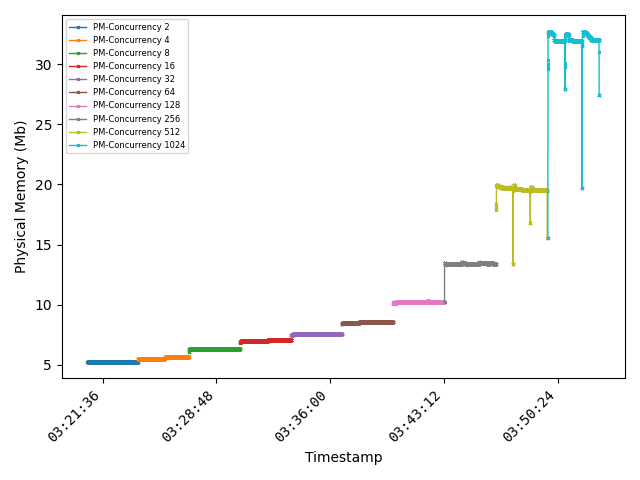 PM-Concurrency 2
PM-Concurrency 4
PM-Concurrency 8
PM-Concurrency 16
PM-Concurrency 32
PM-Concurrency 64
PM-Concurrency 128
PM-Concurrency 256
PM-Concurrency 512
PM-Concurrency 1024
Physical Memory (Mb)
30
25
20
15
10
5
03:21:36
03:28:48
03:36:00
03:43:12
03:50:24
Timestamp